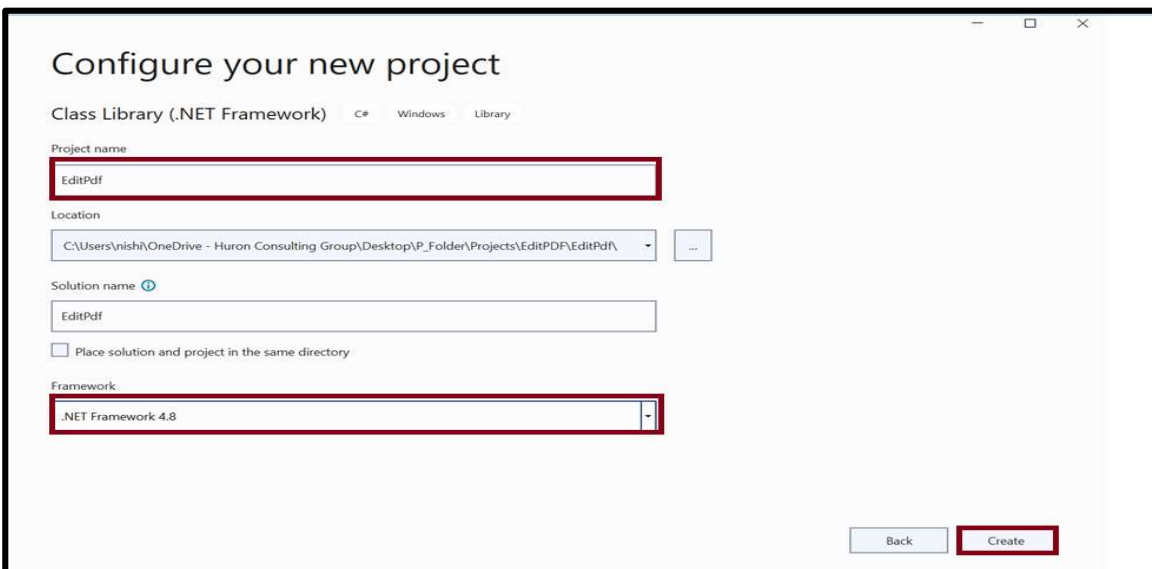 Configure your new project
Class Library (.NET Framework) C# Windows Library
Project name
EditPdf
Location
C:\Users\nishi\OneDrive - Huron Consulting Group\Desktop\P_Folder\Projects\EditPDF\EditPdf\ ...
Solution name
EditPdf
Place solution and project in the same directory
Framework
.NET Framework 4.8
Back Create